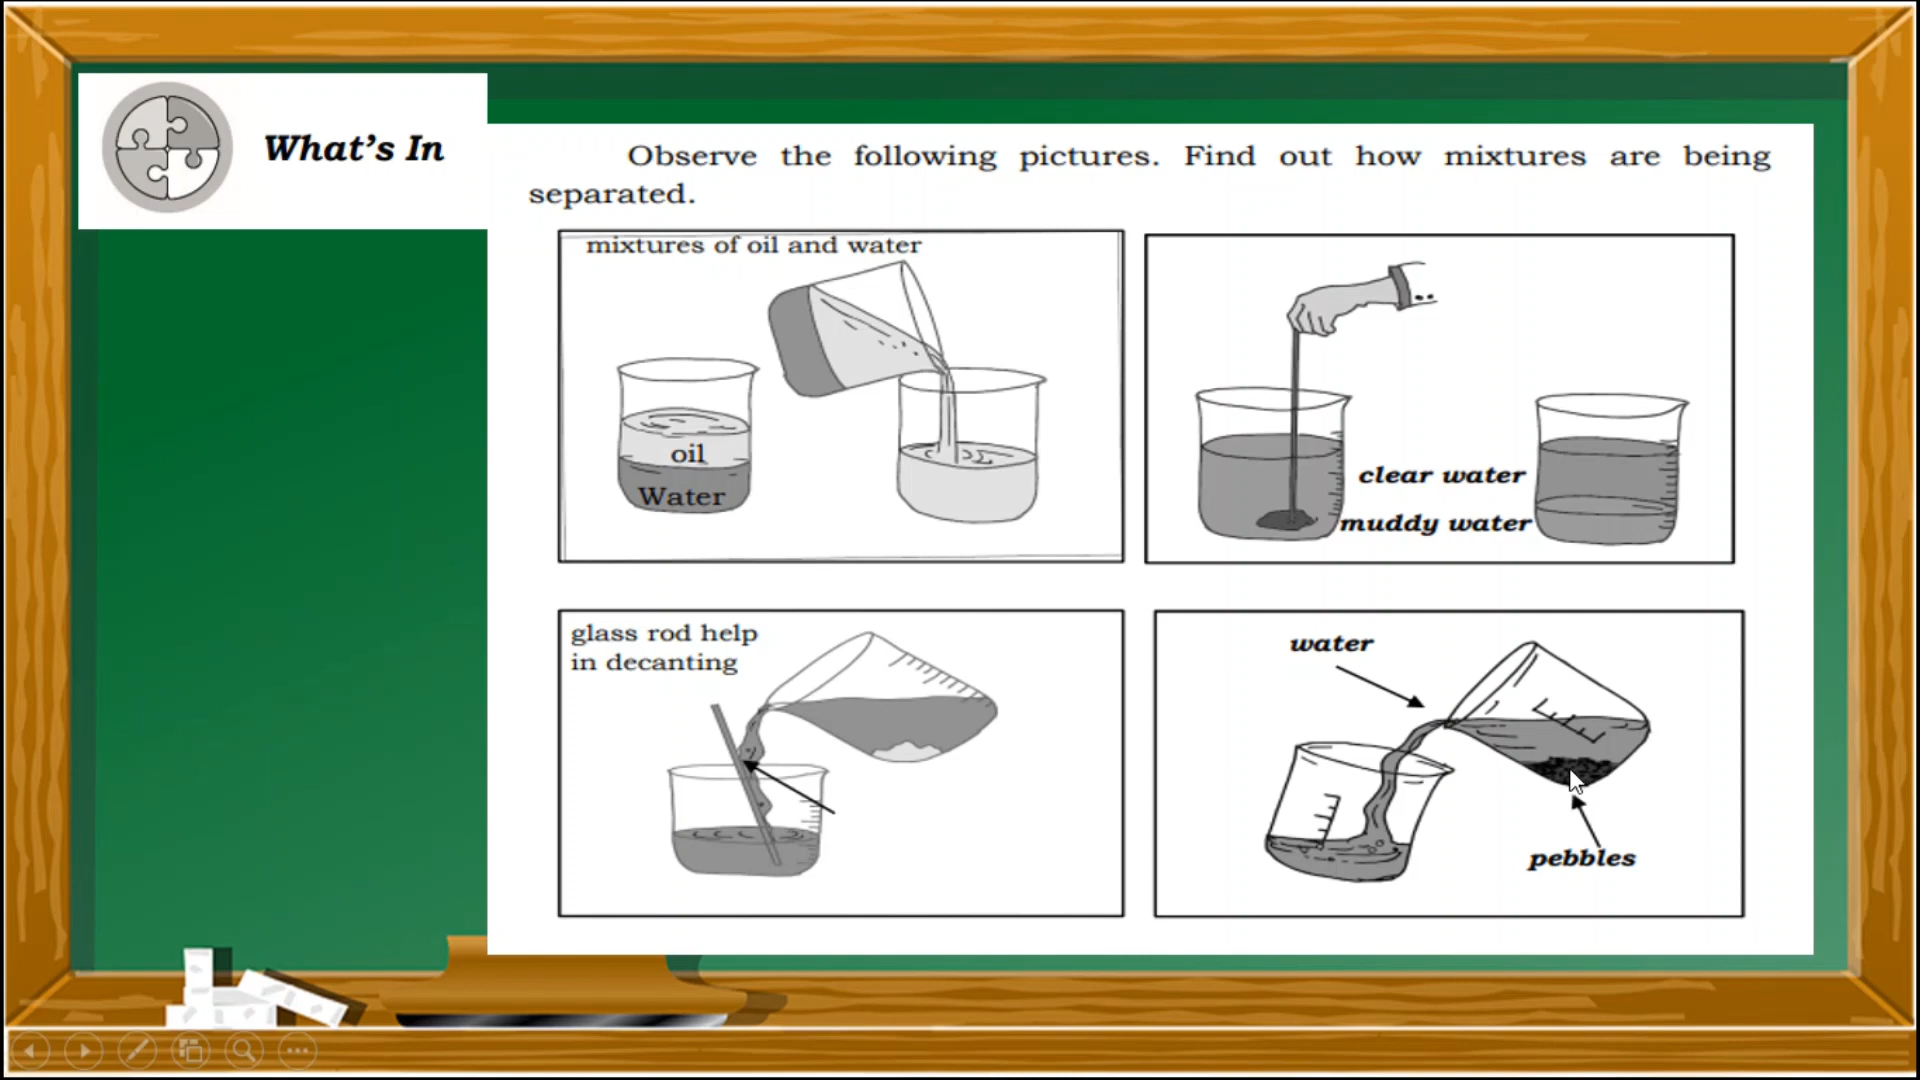 What's In
Observe the following pictures. Find out how mixtures are being
separated.
mixtures of oil and water
oil
Water
clear water
muddy water
glass rod help
in decanting
water
pebbles